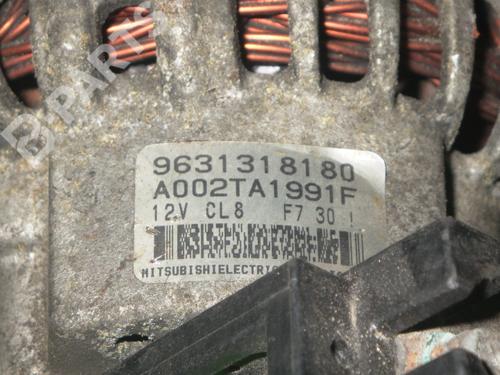 B-PARTS
9631318180
A002TA1991F
12V CL8 F7 30 !
MITSUBISHIELECTRIC